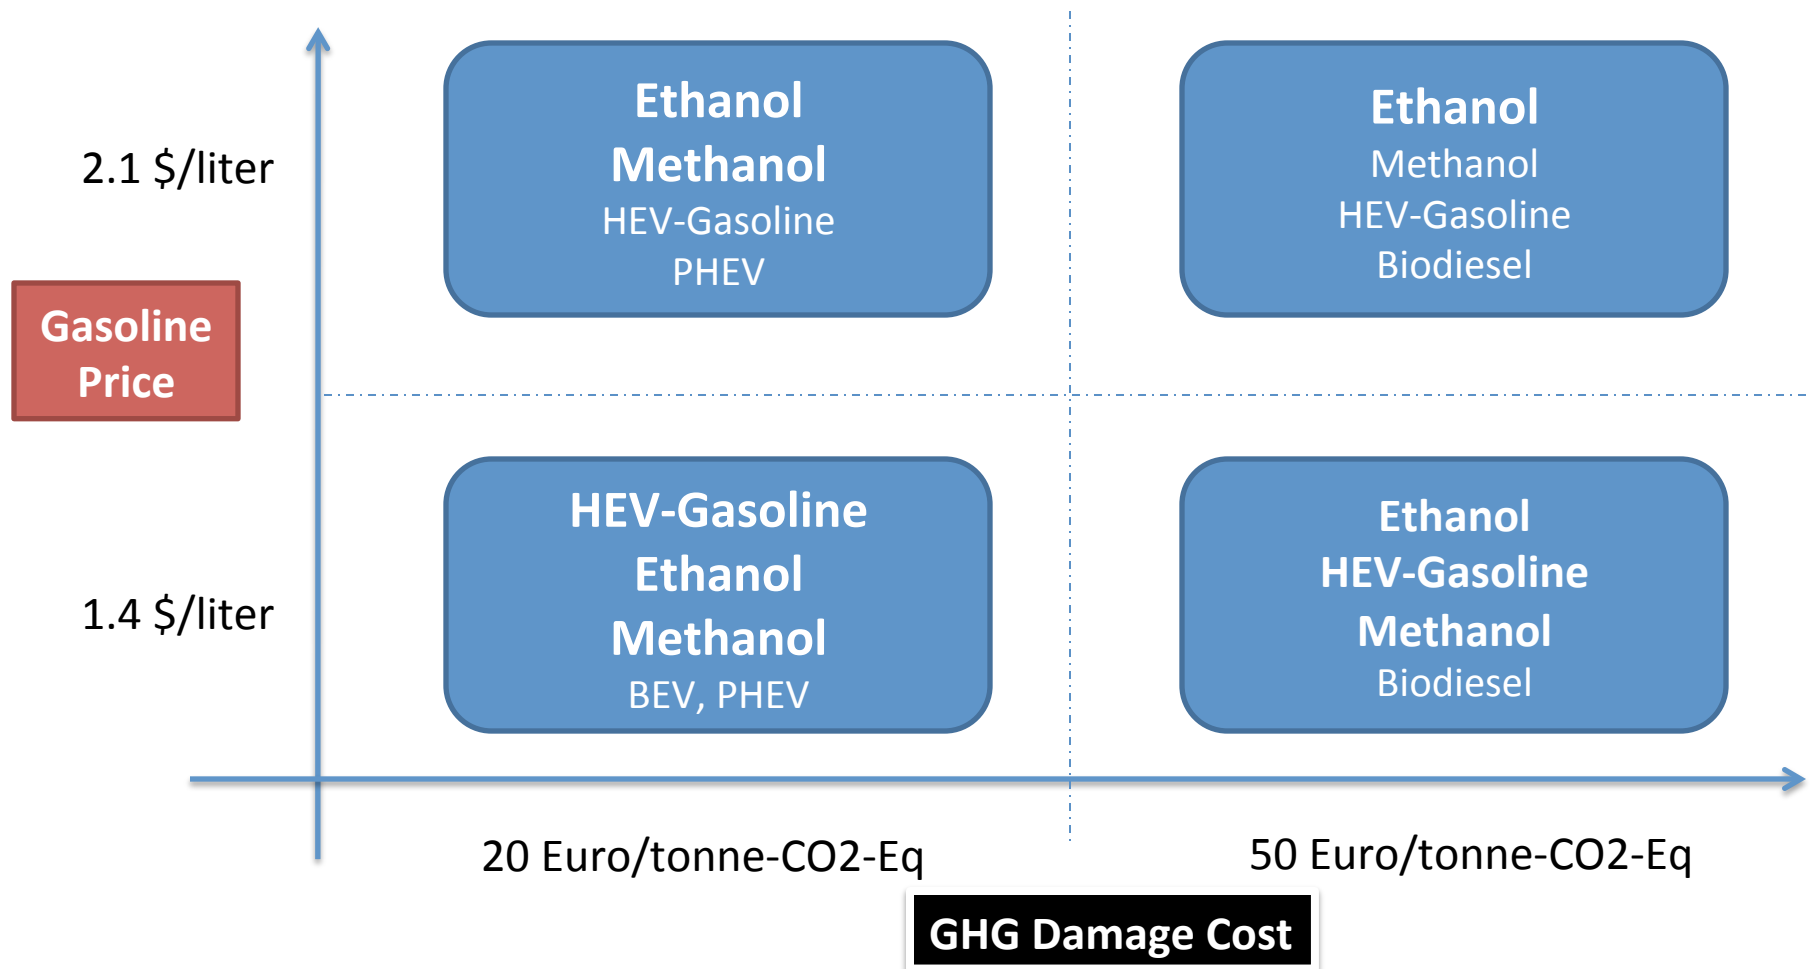 Ethanol
Methanol
HEV-Gasoline
PHEV
Ethanol
Methanol
HEV-Gasoline
Biodiesel
2.1 $/liter
Gasoline
Price
HEV-Gasoline
Ethanol
Methanol
BEV, PHEV
Ethanol
HEV-Gasoline
Methanol
Biodiesel
1.4 $/liter
20 Euro/tonne-CO2-Eq
50 Euro/tonne-CO2-Eq
GHG Damage Cost